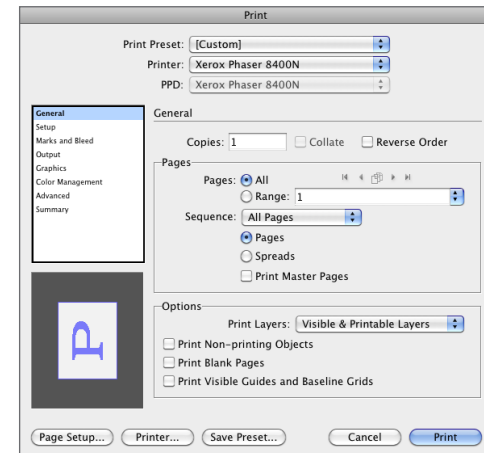 Print
Print Preset: [Custom]
Printer: Xerox Phaser 8400N
PPD: Xerox Phaser 8400N
General
Setup
Marks and Bleed
Output
Graphics
Color Management
Advanced
Summary
General
Copies: 1 Collate Reverse Order
Pages
Pages: All
Range: 1
Sequence: All Pages
Pages
Spreads
Print Master Pages
P
Options
Print Layers: Visible & Printable Layers
Print Non-printing Objects
Print Blank Pages
Print Visible Guides and Baseline Grids
Page Setup... Printer... Save Preset... Cancel Print